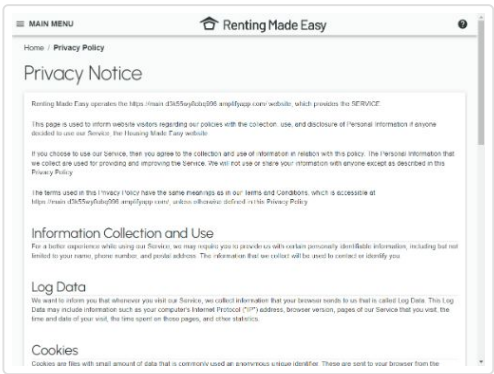 MAIN MENU
Renting Made Easy
Home / Privacy Policy
Privacy Notice
Renting Made Easy operates the website, which provides the SERVICE.
This page is used to inform website visitors regarding our policies with the collection, use, and disclosure of Personal Information if anyone
decided to use our Service, the Housing Made Easy website.
If you choose to use our Service, then you agree to the collection and use of information in relation with this policy. The Personal Information that
we collect are used for providing and improving the Service. We will not use or share your information with anyone except as described in this
Privacy Policy.
The terms used in this Privacy Policy have the same meanings as in our Terms and Conditions, which is accessible at
unless otherwise defined in this Privacy Policy.
Information Collection and Use
For a better experience while using our Service, we may require you to provide us with certain personally identifiable information, including but not
limited to your name, phone number, and postal address. The information that we collect will be used to contact or identify you.
Log Data
We want to inform you that whenever you visit our Service, we collect information that your browser sends to us that is called Log Data. This Log
Data may include information such as your computer's Internet Protocol ("IP") address, browser version, pages of our Service that you visit, the
time and date of your visit, the time spent on those pages, and other statistics.
Cookies
Cookies are files with small amount of data that is commonly used an anonymous unique identifier. These are sent to your browser from the